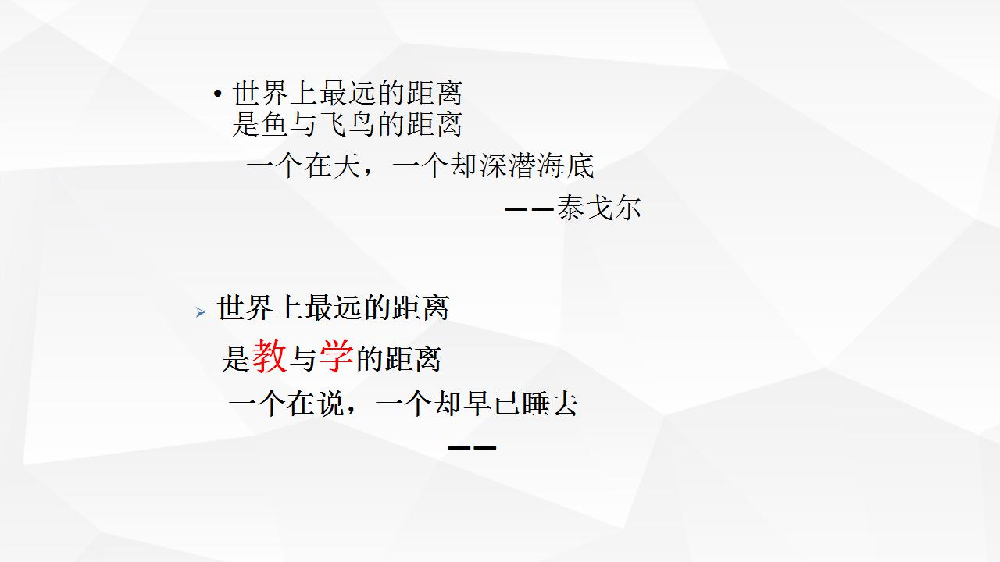 • 世界上最远的距离
是鱼与飞鸟的距离
一个在天，一个却深潜海底
——泰戈尔
➢ 世界上最远的距离
是教与学的距离
一个在说，一个却早已睡去
——